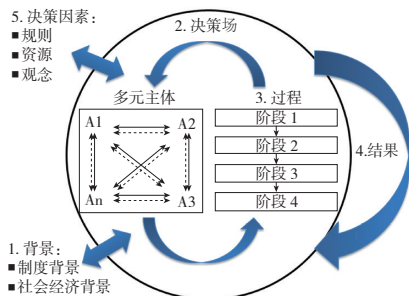 5. 决策因素：
■规则
■资源
■观念
2. 决策场
多元主体
A1
A2
An
A3
3. 过程
阶段 1
阶段 2
阶段 3
阶段 4
4.结果
1. 背景：
■制度背景
■社会经济背景